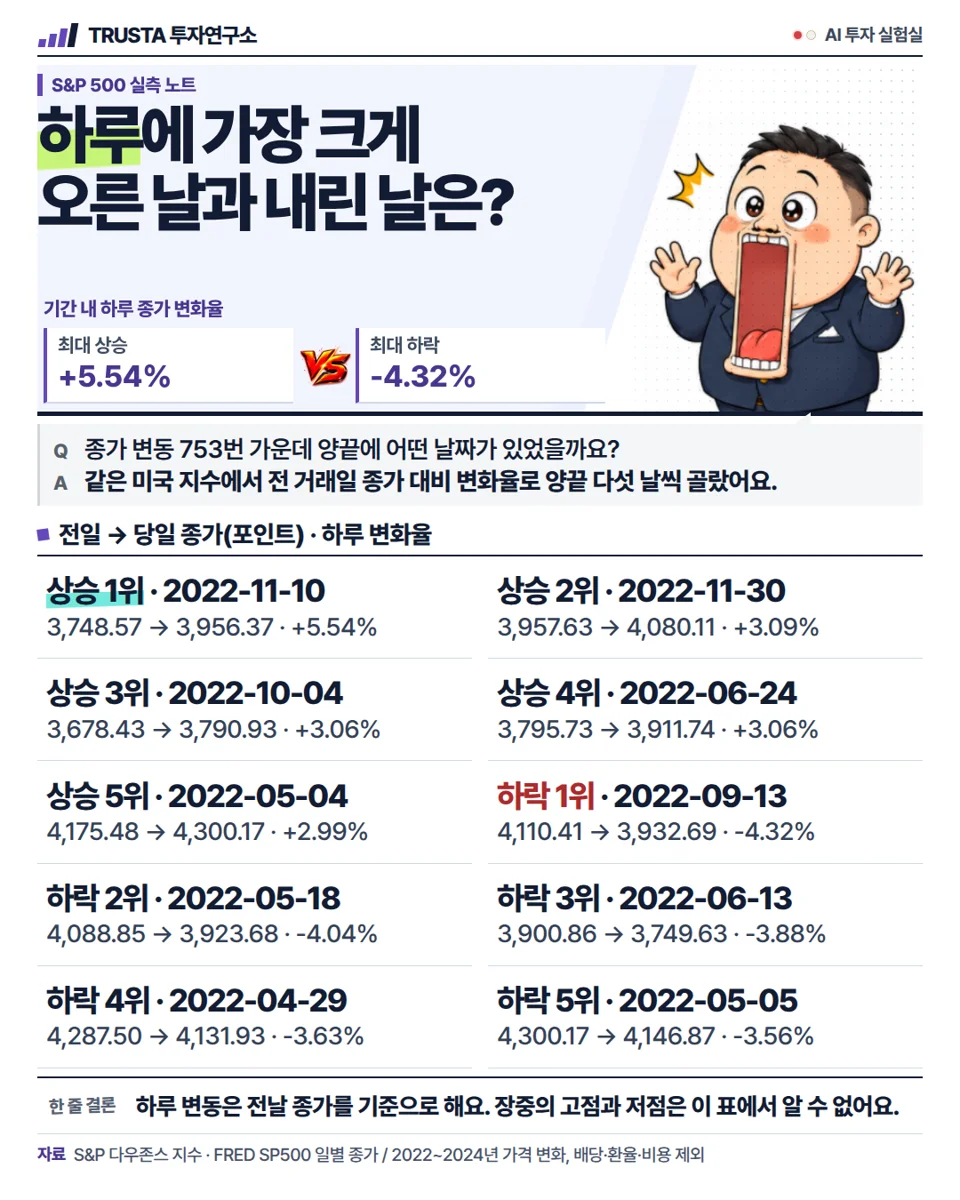 TRUSTA 투자연구소
AI 투자 실험실
S&P 500 실측 노트
하루에 가장 크게
오른 날과 내린 날은?
기간 내 하루 종가 변화율
최대 상승
+5.54%
VS
최대 하락
-4.32%
Q 종가 변동 753번 가운데 양끝에 어떤 날짜가 있었을까요?
A 같은 미국 지수에서 전 거래일 종가 대비 변화율로 양끝 다섯 날씩 골랐어요.
전일 → 당일 종가(포인트) · 하루 변화율
상승 1위 · 2022-11-10
3,748.57 → 3,956.37 · +5.54%
상승 2위 · 2022-11-30
3,957.63 → 4,080.11 · +3.09%
상승 3위 · 2022-10-04
3,678.43 → 3,790.93 · +3.06%
상승 4위 · 2022-06-24
3,795.73 → 3,911.74 · +3.06%
상승 5위 · 2022-05-04
4,175.48 → 4,300.17 · +2.99%
하락 1위 · 2022-09-13
4,110.41 → 3,932.69 · -4.32%
하락 2위 · 2022-05-18
4,088.85 → 3,923.68 · -4.04%
하락 3위 · 2022-06-13
3,900.86 → 3,749.63 · -3.88%
하락 4위 · 2022-04-29
4,287.50 → 4,131.93 · -3.63%
하락 5위 · 2022-05-05
4,300.17 → 4,146.87 · -3.56%
한 줄 결론 하루 변동은 전날 종가를 기준으로 해요. 장중의 고점과 저점은 이 표에서 알 수 없어요.
자료 S&P 다우존스 지수 · FRED SP500 일별 종가 / 2022~2024년 가격 변화, 배당·환율·비용 제외